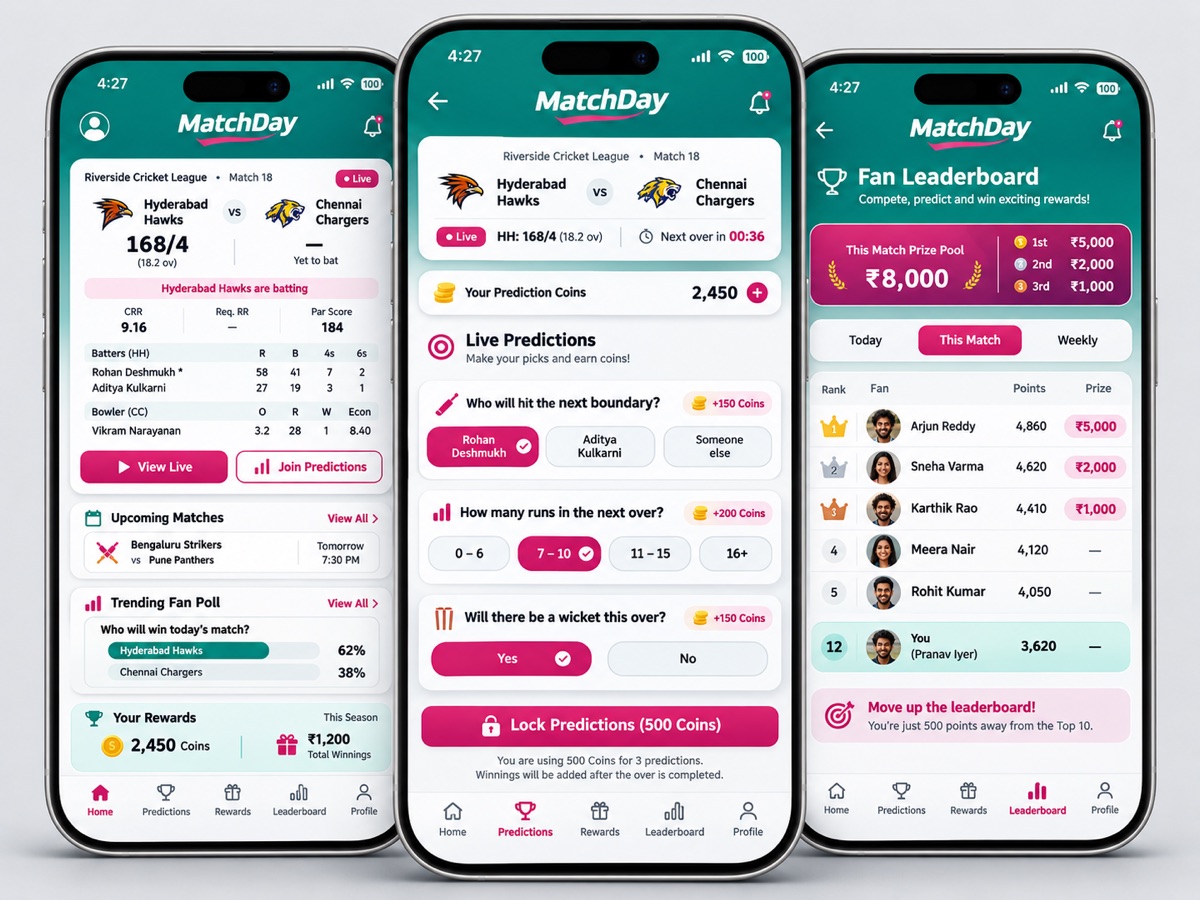 4:27
100
MatchDay
Riverside Cricket League • Match 18
Live
Hyderabad Hawks
vs
Chennai Chargers
168/4
(18.2 ov)
—
Yet to bat
Hyderabad Hawks are batting
CRR
9.16
Req. RR
—
Par Score
184
Batters (HH) R B 4s 6s
Rohan Deshmukh * 58 41 7 2
Aditya Kulkarni 27 19 3 1
Bowler (CC) O R W Econ
Vikram Narayanan 3.2 28 1 8.40
View Live
Join Predictions
Upcoming Matches
View All >
Bengaluru Strikers
vs Pune Panthers
Tomorrow
7:30 PM
Trending Fan Poll
View All >
Who will win today's match?
Hyderabad Hawks 62%
Chennai Chargers 38%
Your Rewards
This Season
S
2,450 Coins
₹1,200
Total Winnings
Home
Predictions
Rewards
Leaderboard
Profile
4:27
100
MatchDay
Riverside Cricket League • Match 18
Hyderabad
Hawks
vs
Chennai
Chargers
Live
HH: 168/4 (18.2 ov)
Next over in 00:36
Your Prediction Coins
2,450
+
Live Predictions
Make your picks and earn coins!
Who will hit the next boundary?
+150 Coins
Rohan
Deshmukh
Aditya
Kulkarni
Someone
else
How many runs in the next over?
+200 Coins
0 – 6
7 – 10
11 – 15
16+
Will there be a wicket this over?
+150 Coins
Yes
No
Lock Predictions (500 Coins)
You are using 500 Coins for 3 predictions.
Winnings will be added after the over is completed.
Home
Predictions
Rewards
Leaderboard
Profile
4:27
100
MatchDay
Fan Leaderboard
Compete, predict and win exciting rewards!
This Match Prize Pool
₹8,000
1st ₹5,000
2nd ₹2,000
3rd ₹1,000
Today
This Match
Weekly
Rank Fan Points Prize
1 Arjun Reddy 4,860 ₹5,000
2 Sneha Varma 4,620 ₹2,000
3 Karthik Rao 4,410 ₹1,000
4 Meera Nair 4,120 —
5 Rohit Kumar 4,050 —
12 You 3,620 —
(Pranav Iyer)
Move up the leaderboard!
You're just 500 points away from the Top 10.
Home
Predictions
Rewards
Leaderboard
Profile